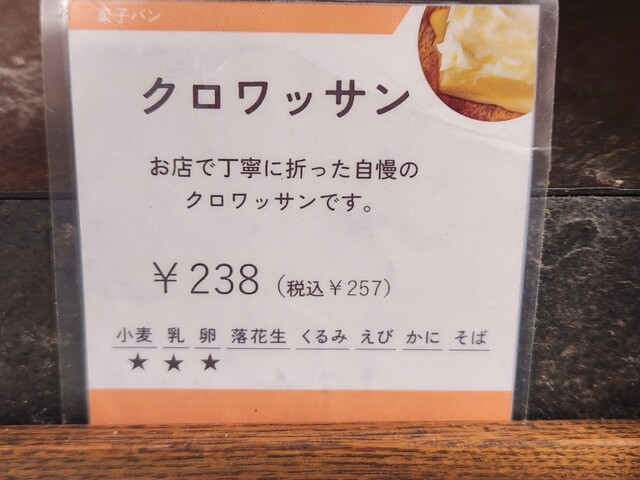 菓子パン
クロワッサン
お店で丁寧に折った自慢の
クロワッサンです。
￥238（税込￥257）
小麦 乳 卵 落花生 くるみ えび かに そば
★ ★ ★